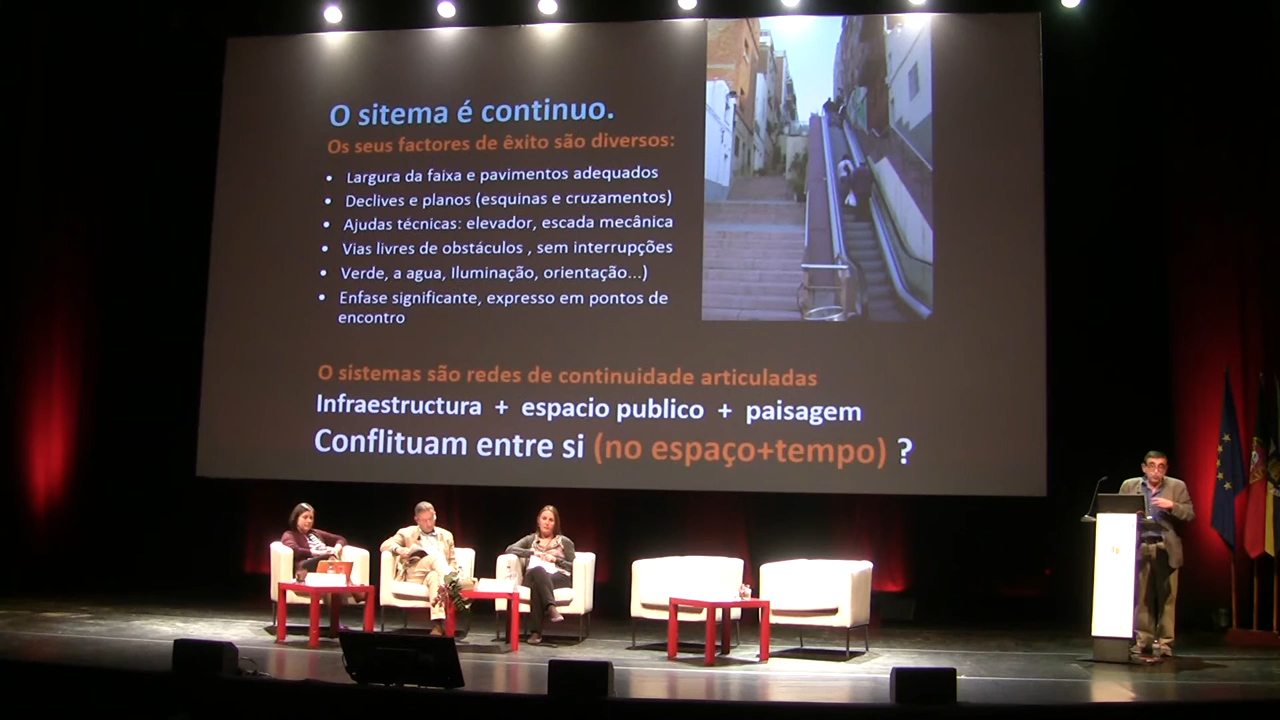 O sitema é continuo.
Os seus factores de êxito são diversos:
• Largura da faixa e pavimentos adequados
• Declives e planos (esquinas e cruzamentos)
• Ajudas técnicas: elevador, escada mecânica
• Vias livres de obstáculos , sem interrupções
• Verde, a agua, Iluminação, orientação...)
• Enfase significante, expresso em pontos de
encontro
O sistemas são redes de continuidade articuladas
Infraestructura + espacio publico + paisagem
Conflituam entre si (no espaço+tempo) ?